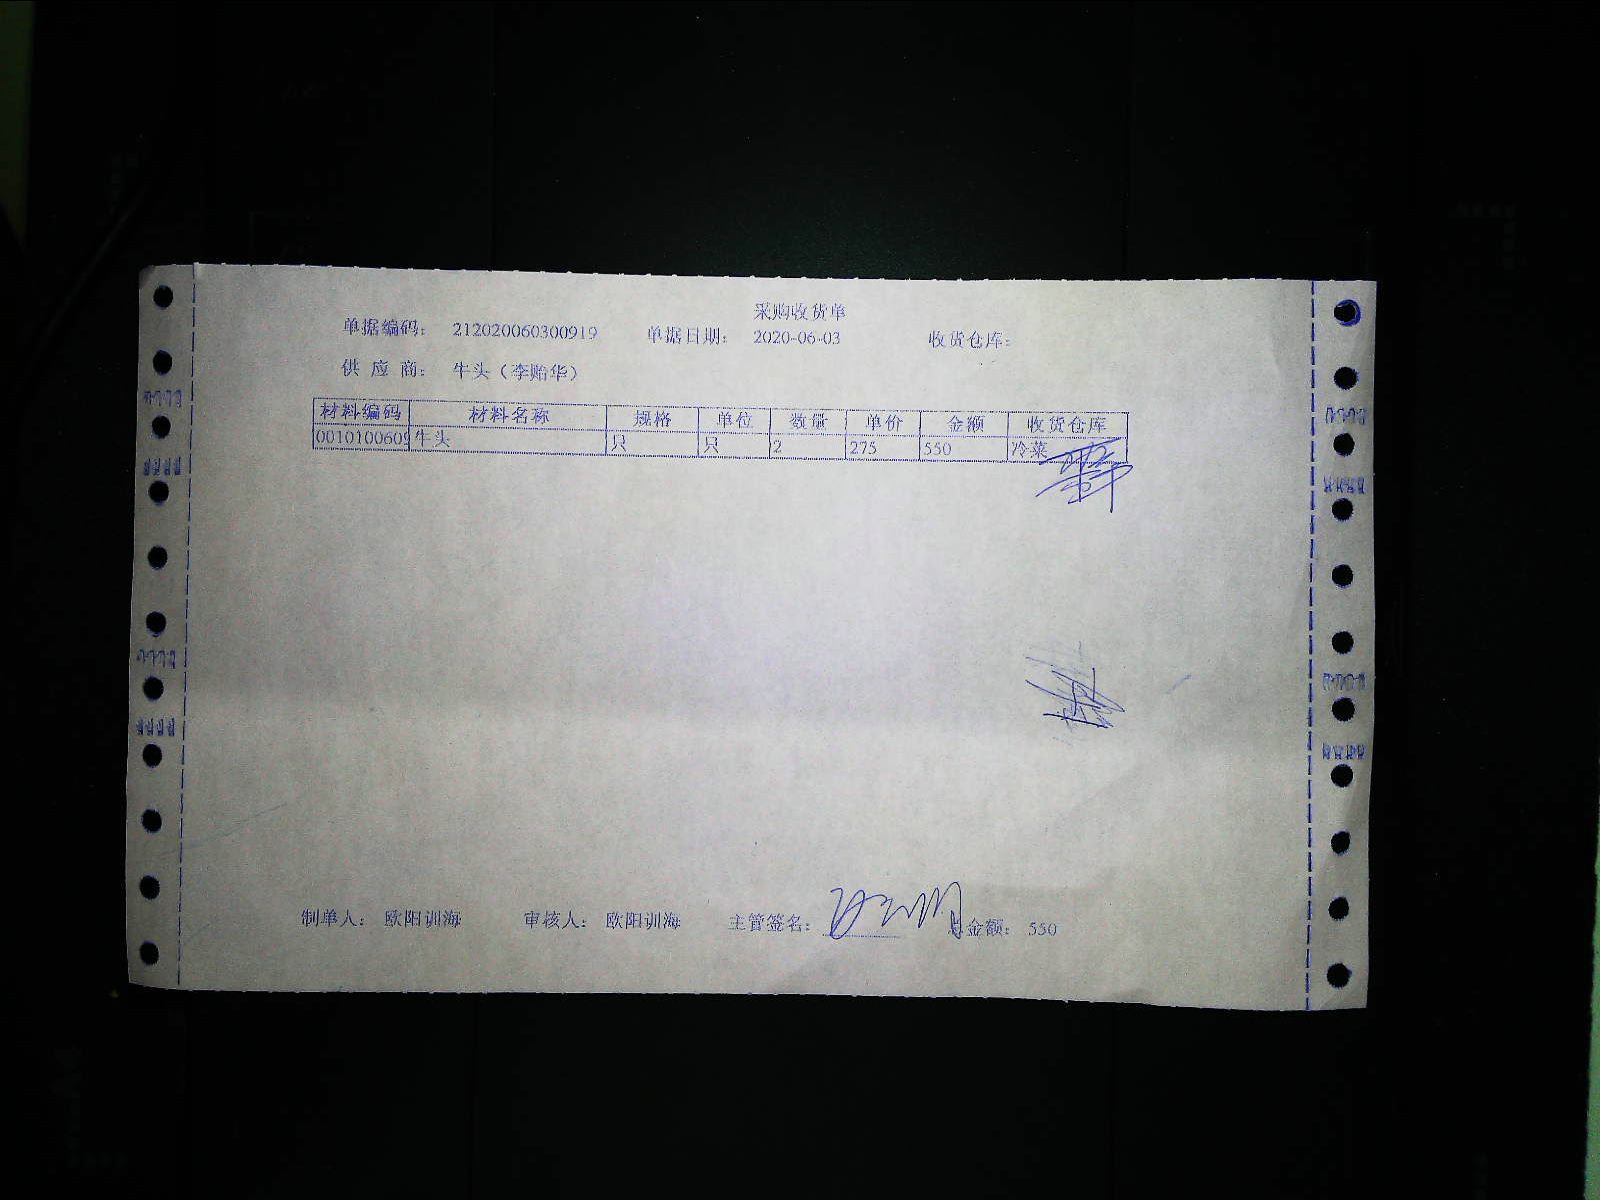 采购收货单
单据编码: 212020060300919 单据日期: 2020-06-03 收货仓库:
供应商: 牛头（李贻华）
材料编码 材料名称 规格 单位 数量 单价 金额 收货仓库
0010100609 牛头 只 只 2 275 550 冷菜
制单人: 欧阳训海 审核人: 欧阳训海 主管签名: 金额: 550